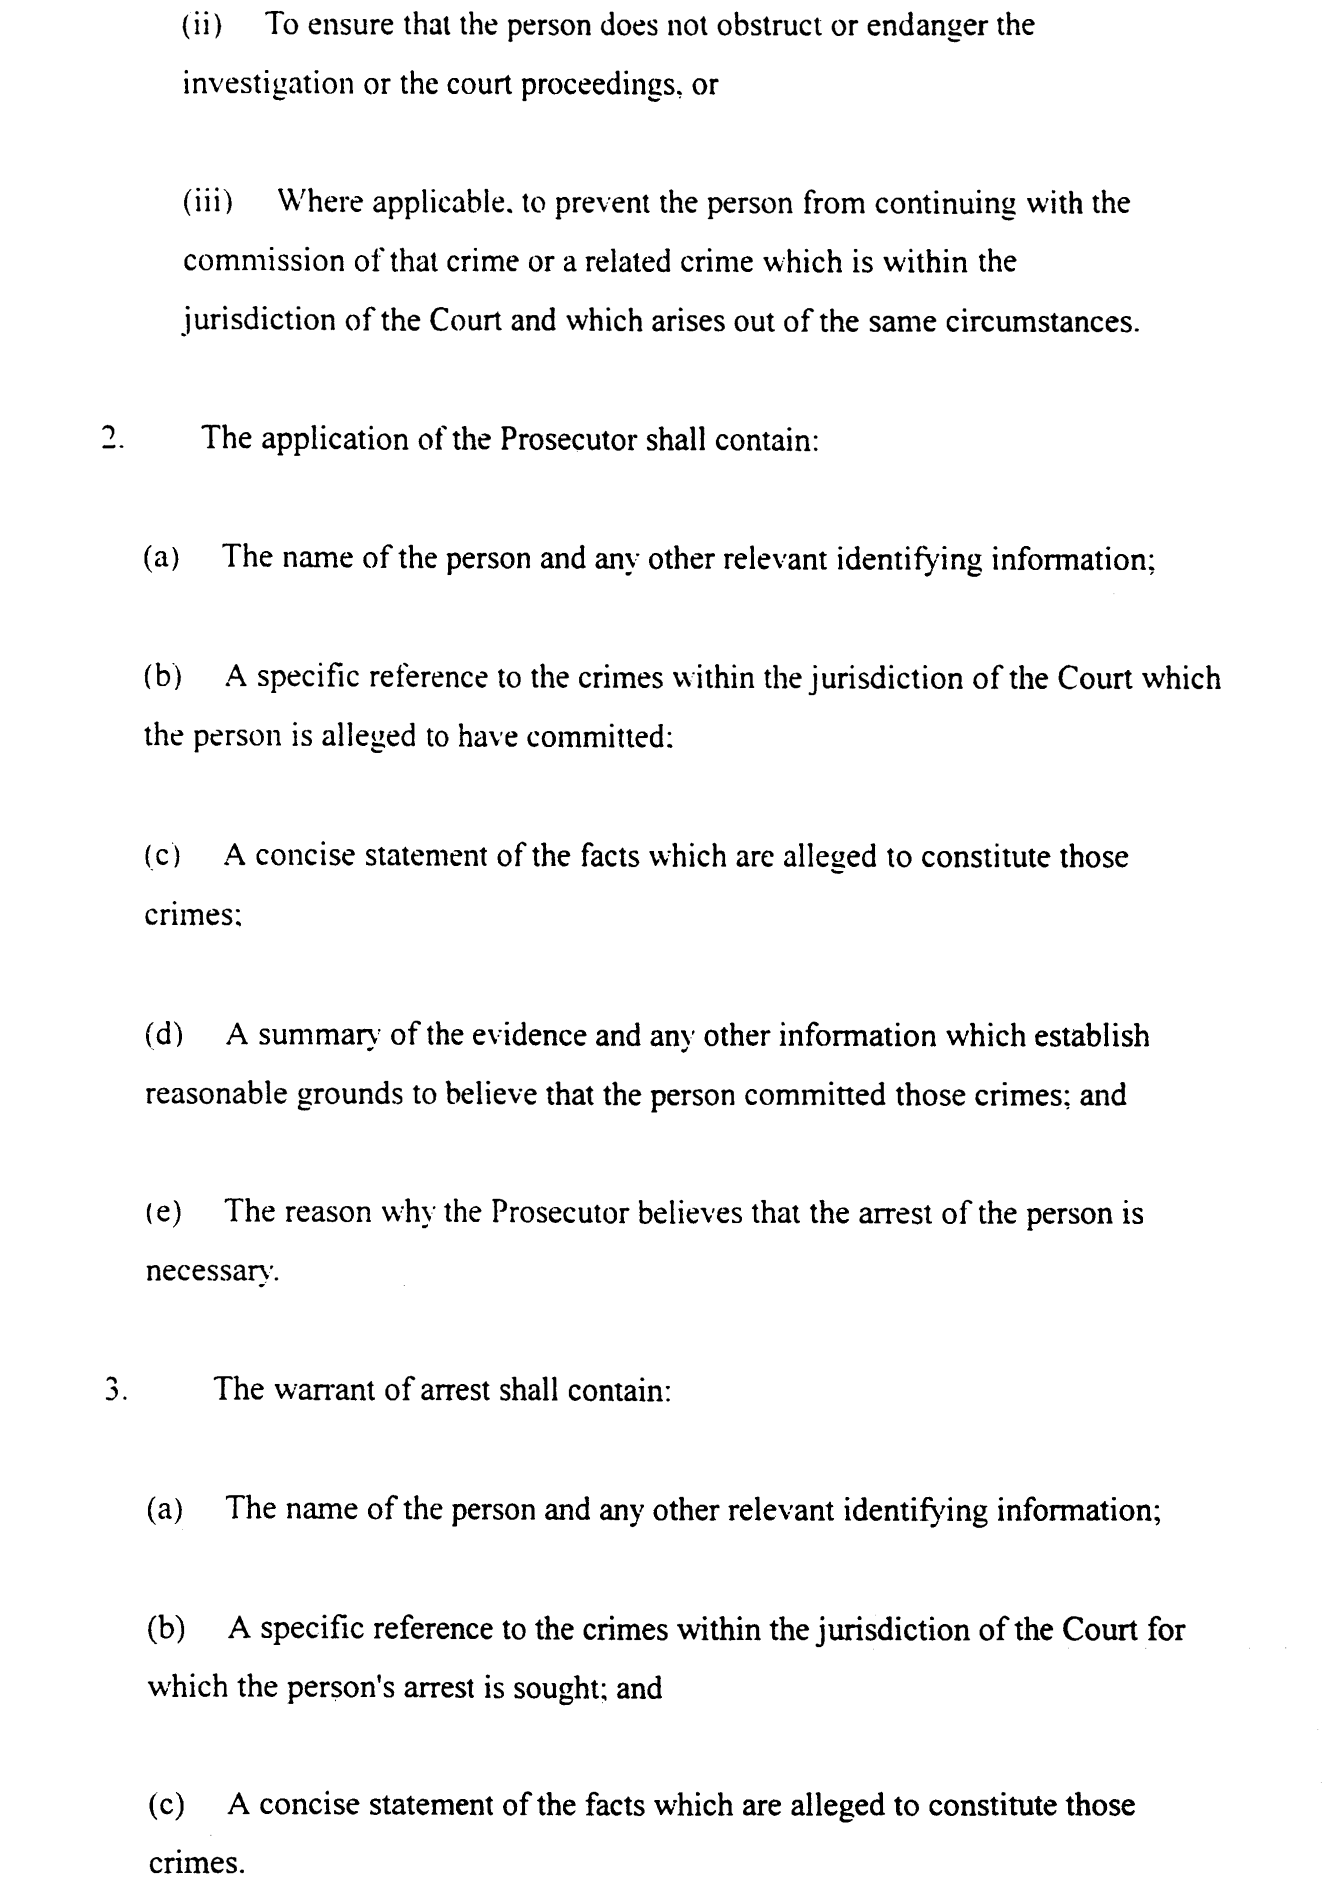 (ii) To ensure that the person does not obstruct or endanger the
investigation or the court proceedings, or
(iii) Where applicable, to prevent the person from continuing with the
commission of that crime or a related crime which is within the
jurisdiction of the Court and which arises out of the same circumstances.
2. The application of the Prosecutor shall contain:
(a) The name of the person and any other relevant identifying information;
(b) A specific reference to the crimes within the jurisdiction of the Court which
the person is alleged to have committed;
(c) A concise statement of the facts which are alleged to constitute those
crimes;
(d) A summary of the evidence and any other information which establish
reasonable grounds to believe that the person committed those crimes; and
(e) The reason why the Prosecutor believes that the arrest of the person is
necessary.
3. The warrant of arrest shall contain:
(a) The name of the person and any other relevant identifying information;
(b) A specific reference to the crimes within the jurisdiction of the Court for
which the person's arrest is sought; and
(c) A concise statement of the facts which are alleged to constitute those
crimes.